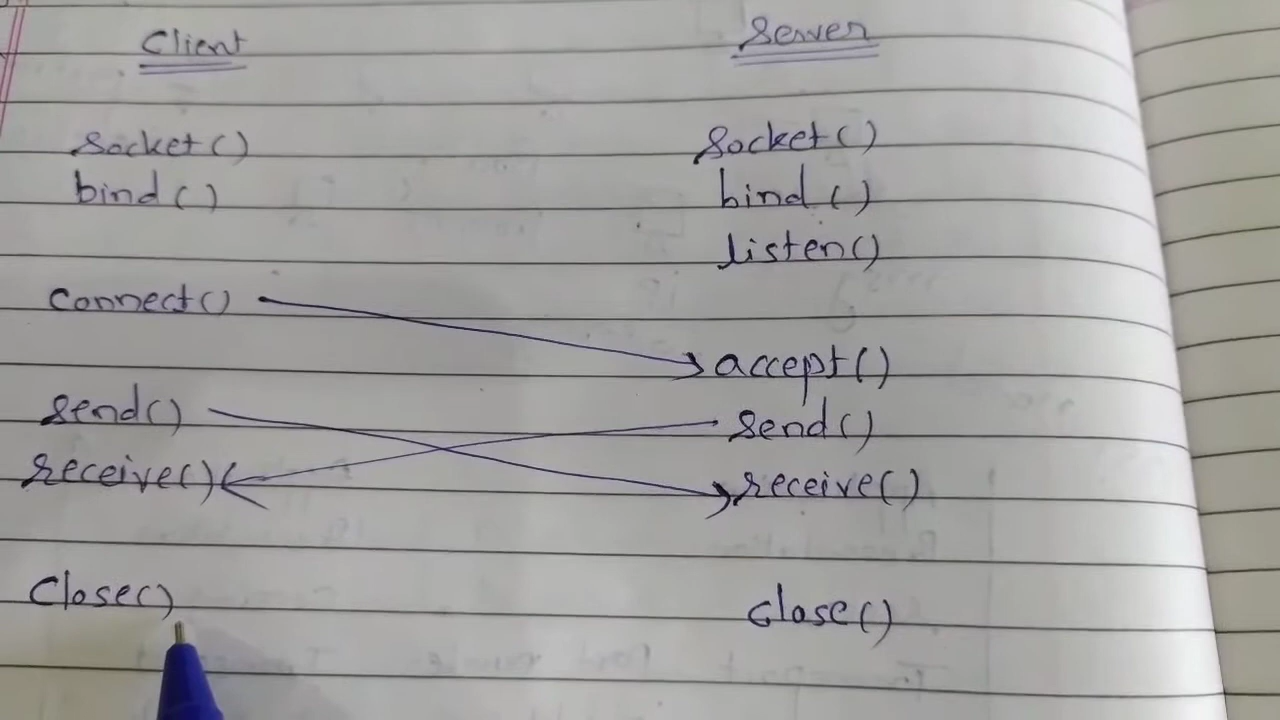 Client Server
Socket() Socket()
bind() bind()
listen()
Connect()
accept()
send() send()
receive() receive()
Close() Close()